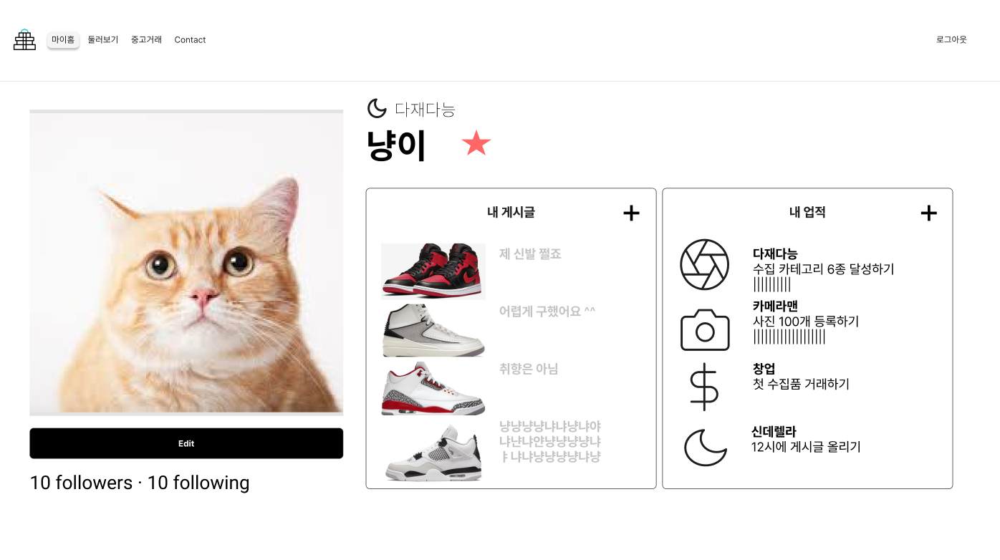 마이홈
둘러보기
중고거래
Contact
로그아웃
다재다능
냥이
Edit
10 followers · 10 following
내 게시글
제 신발 쩔죠
어렵게 구했어요 ^^
취향은 아님
냥냥냥냥냐냐냥냐야
냐냔냐얀냥냥냥냥냐
ㅑ냐냐냥냥냥냥냐냥
내 업적
다재다능
수집 카테고리 6종 달성하기
||||||||||
카메라맨
사진 100개 등록하기
|||||||||||||||||||
창업
첫 수집품 거래하기
신데렐라
12시에 게시글 올리기